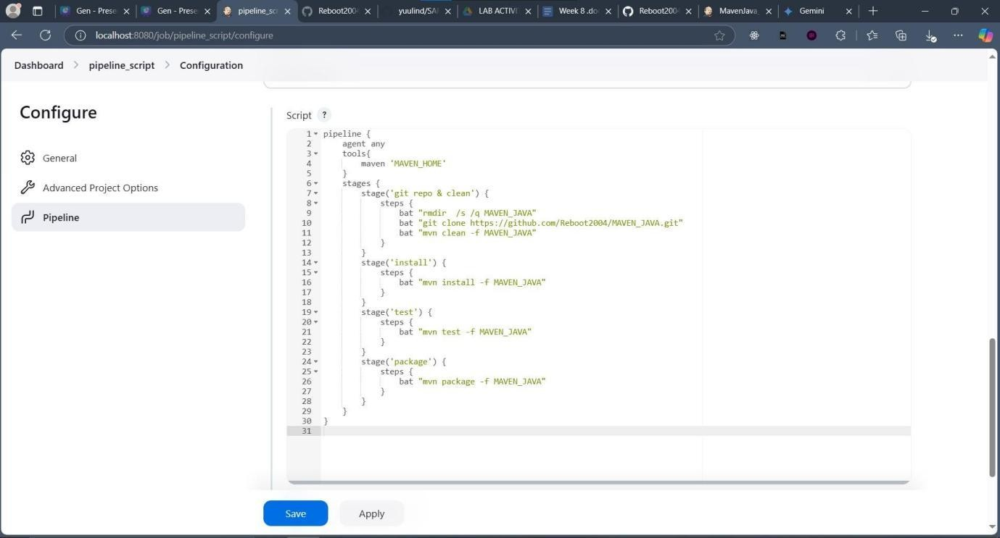 Gen - Prese
Gen - Prese
pipeline_scr
Reboot2004
yuulind/SA
LAB ACTIVI
Week 8 .do
Reboot2004
MavenJava_
Gemini
localhost:8080/job/pipeline_script/configure
Dashboard > pipeline_script > Configuration
Configure
General
Advanced Project Options
Pipeline
Script ?
1 pipeline {
2 agent any
3 tools{
4 maven 'MAVEN_HOME'
5 }
6 stages {
7 stage('git repo & clean') {
8 steps {
9 bat "rmdir  /s /q MAVEN_JAVA"
10 bat "git clone https://github.com/Reboot2004/MAVEN_JAVA.git"
11 bat "mvn clean -f MAVEN_JAVA"
12 }
13 }
14 stage('install') {
15 steps {
16 bat "mvn install -f MAVEN_JAVA"
17 }
18 }
19 stage('test') {
20 steps {
21 bat "mvn test -f MAVEN_JAVA"
22 }
23 }
24 stage('package') {
25 steps {
26 bat "mvn package -f MAVEN_JAVA"
27 }
28 }
29 }
30 }
31
Save
Apply